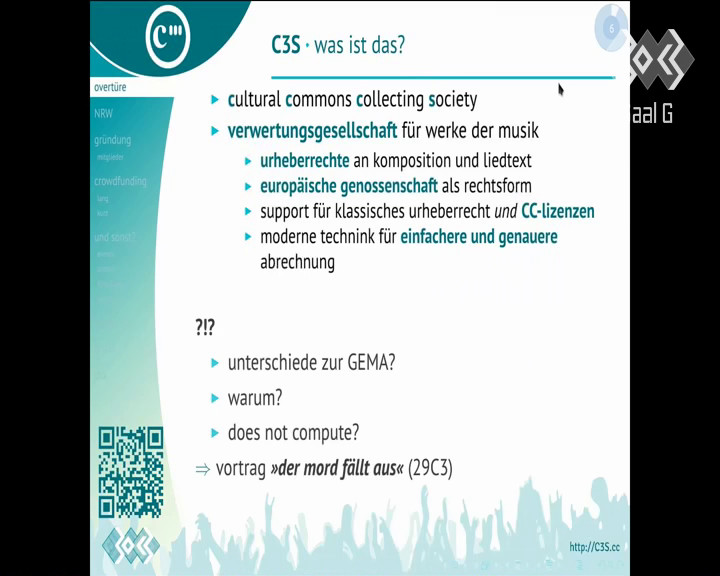 C'''
C3S · was ist das?
6
30C3
aal G
overtüre
NRW
gründung
mitglieder
crowdfunding
lang
kurz
und sonst?
cultural commons collecting society
verwertungsgesellschaft für werke der musik
urheberrechte an komposition und liedtext
europäische genossenschaft als rechtsform
support für klassisches urheberrecht und CC-lizenzen
moderne technink für einfachere und genauere
abrechnung
?!?
unterschiede zur GEMA?
warum?
does not compute?
⇒ vortrag »der mord fällt aus« (29C3)
http://C3S.cc